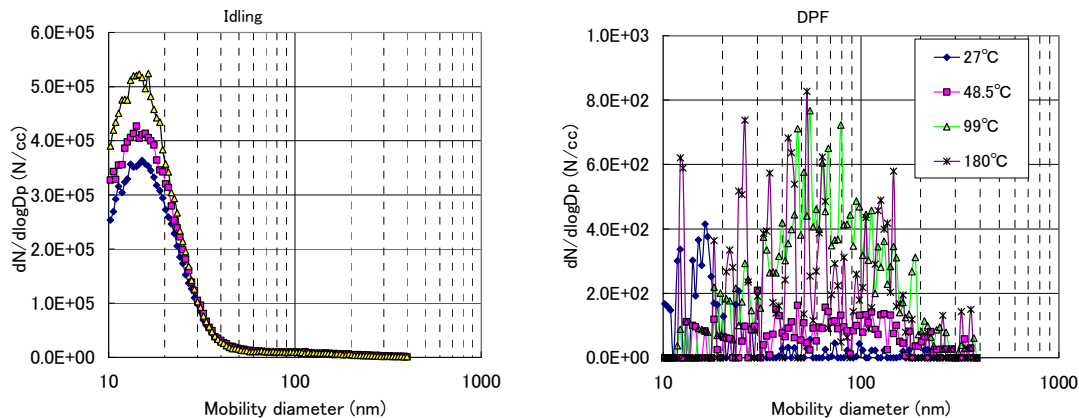 Idling
dN/dlogDp (N/cc)
6.0E+05
5.0E+05
4.0E+05
3.0E+05
2.0E+05
1.0E+05
0.0E+00
10
100
1000
Mobility diameter (nm)
DPF
dN/dlogDp (N/cc)
1.0E+03
8.0E+02
6.0E+02
4.0E+02
2.0E+02
0.0E+00
10
100
1000
Mobility diameter (nm)
27℃
48.5℃
99℃
180℃